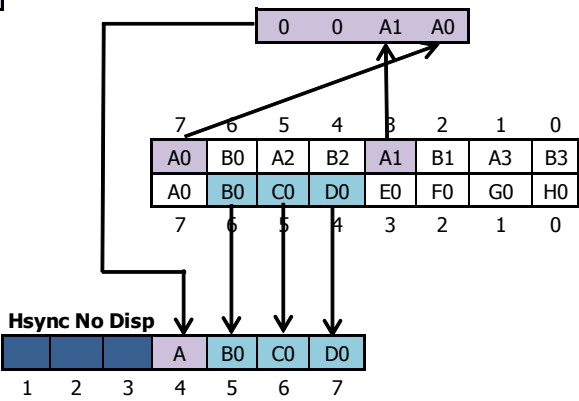 0 0 A1 A0
7 6 5 4 3 2 1 0
A0 B0 A2 B2 A1 B1 A3 B3
A0 B0 C0 D0 E0 F0 G0 H0
7 6 5 4 3 2 1 0
Hsync No Disp
A B0 C0 D0
1 2 3 4 5 6 7